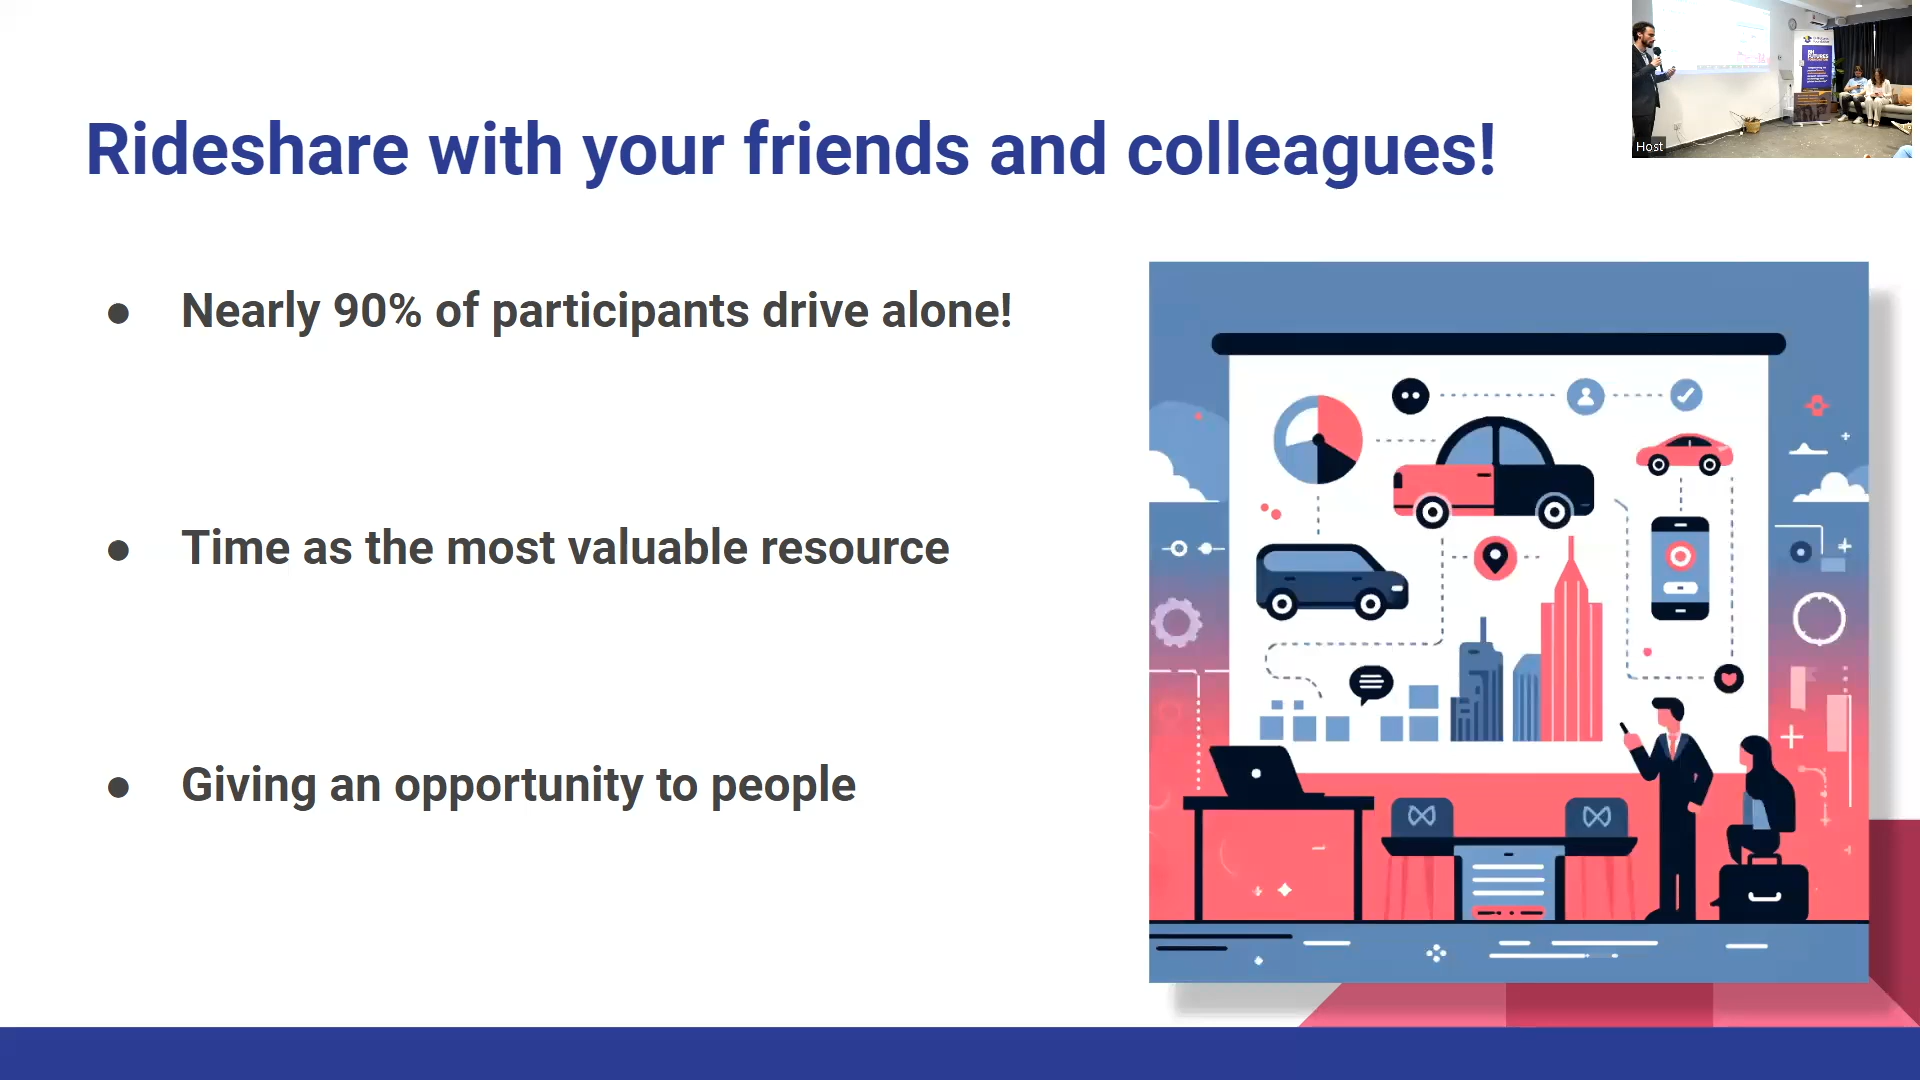 Rideshare with your friends and colleagues!
● Nearly 90% of participants drive alone!
● Time as the most valuable resource
● Giving an opportunity to people
Host